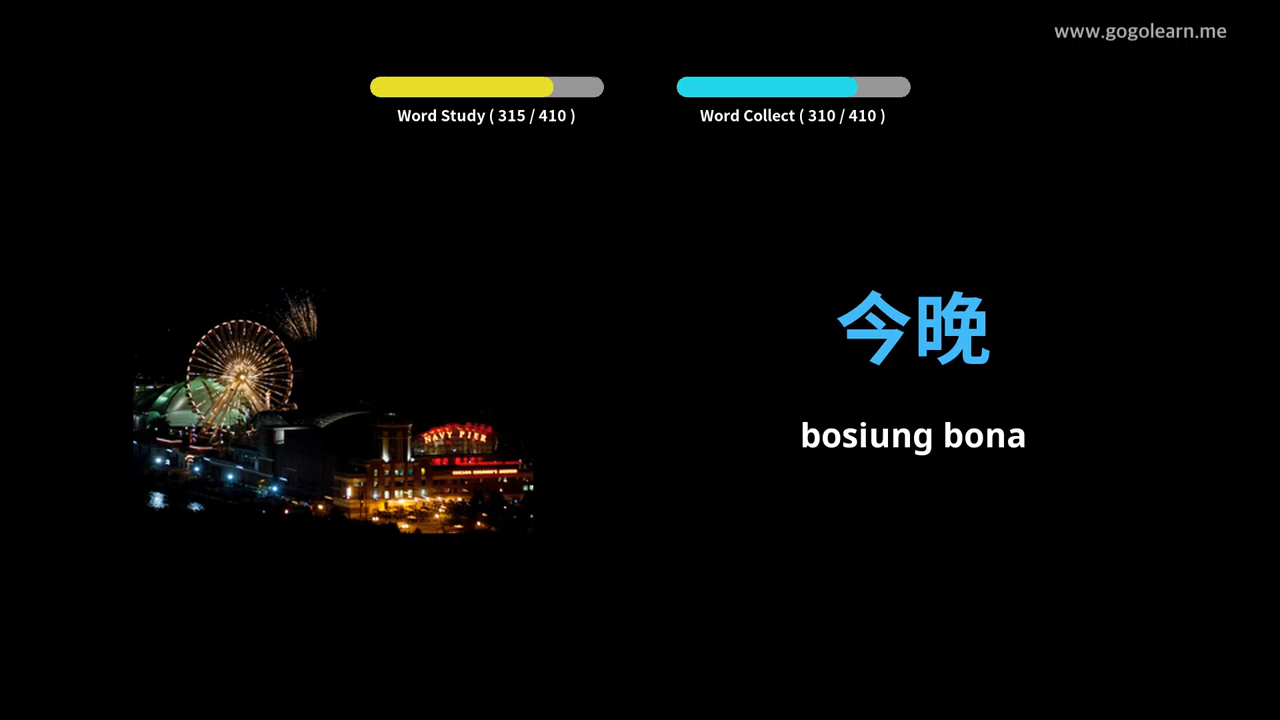 www.gogolearn.me
Word Study ( 315 / 410 )
Word Collect ( 310 / 410 )
今晚
bosiung bona
NAVY PIER